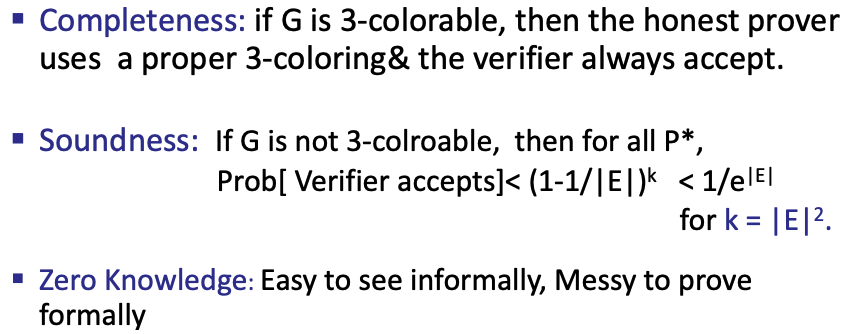 ▪ Completeness: if G is 3-colorable, then the honest prover
uses a proper 3-coloring& the verifier always accept.
▪ Soundness: If G is not 3-colroable, then for all P*,
Prob[ Verifier accepts]< (1-1/|E|)ᵏ < 1/e^|E|
for k = |E|².
▪ Zero Knowledge: Easy to see informally, Messy to prove
formally